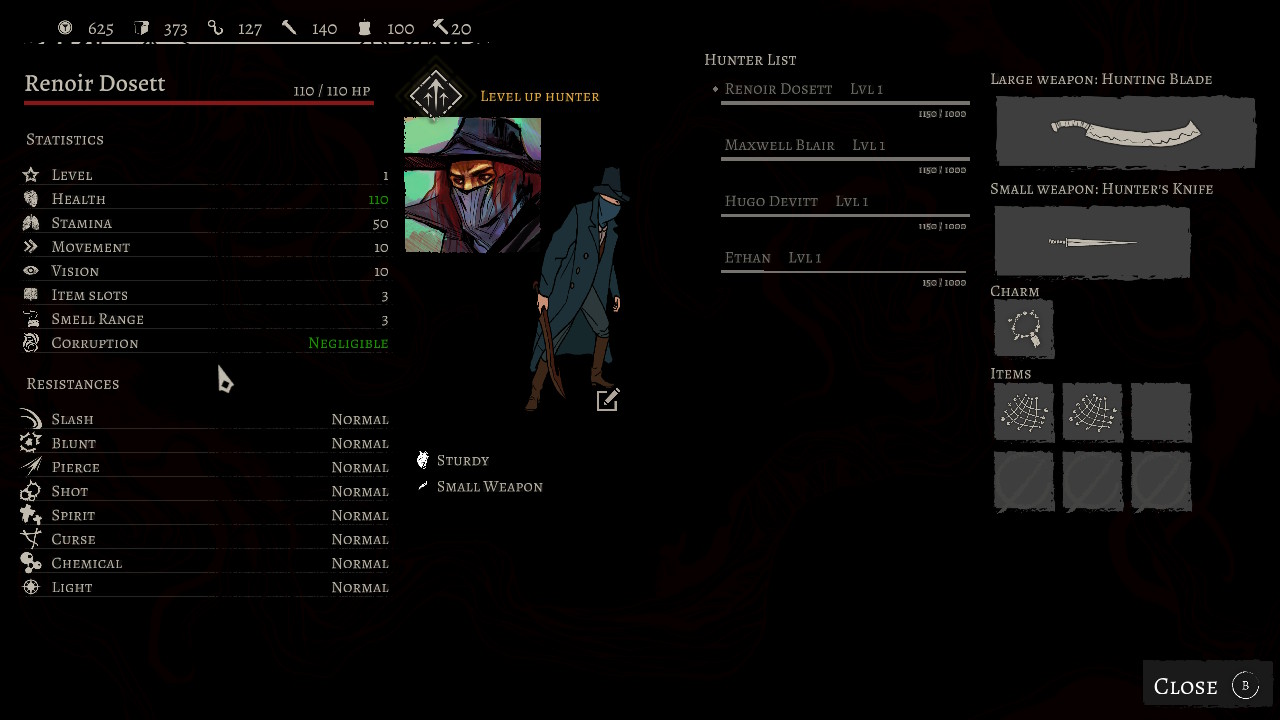 625 373 127 140 100 20
Renoir Dosett 110 / 110 HP
Level up hunter
Statistics
Level 1
Health 110
Stamina 50
Movement 10
Vision 10
Item slots 3
Smell Range 3
Corruption Negligible
Resistances
Slash Normal
Blunt Normal
Pierce Normal
Shot Normal
Spirit Normal
Curse Normal
Chemical Normal
Light Normal
Sturdy
Small Weapon
Hunter List
Renoir Dosett Lvl 1
1150 / 1000
Maxwell Blair Lvl 1
1150 / 1000
Hugo Devitt Lvl 1
1150 / 1000
Ethan Lvl 1
150 / 1000
Large weapon: Hunting Blade
Small weapon: Hunter's Knife
Charm
Items
Close B